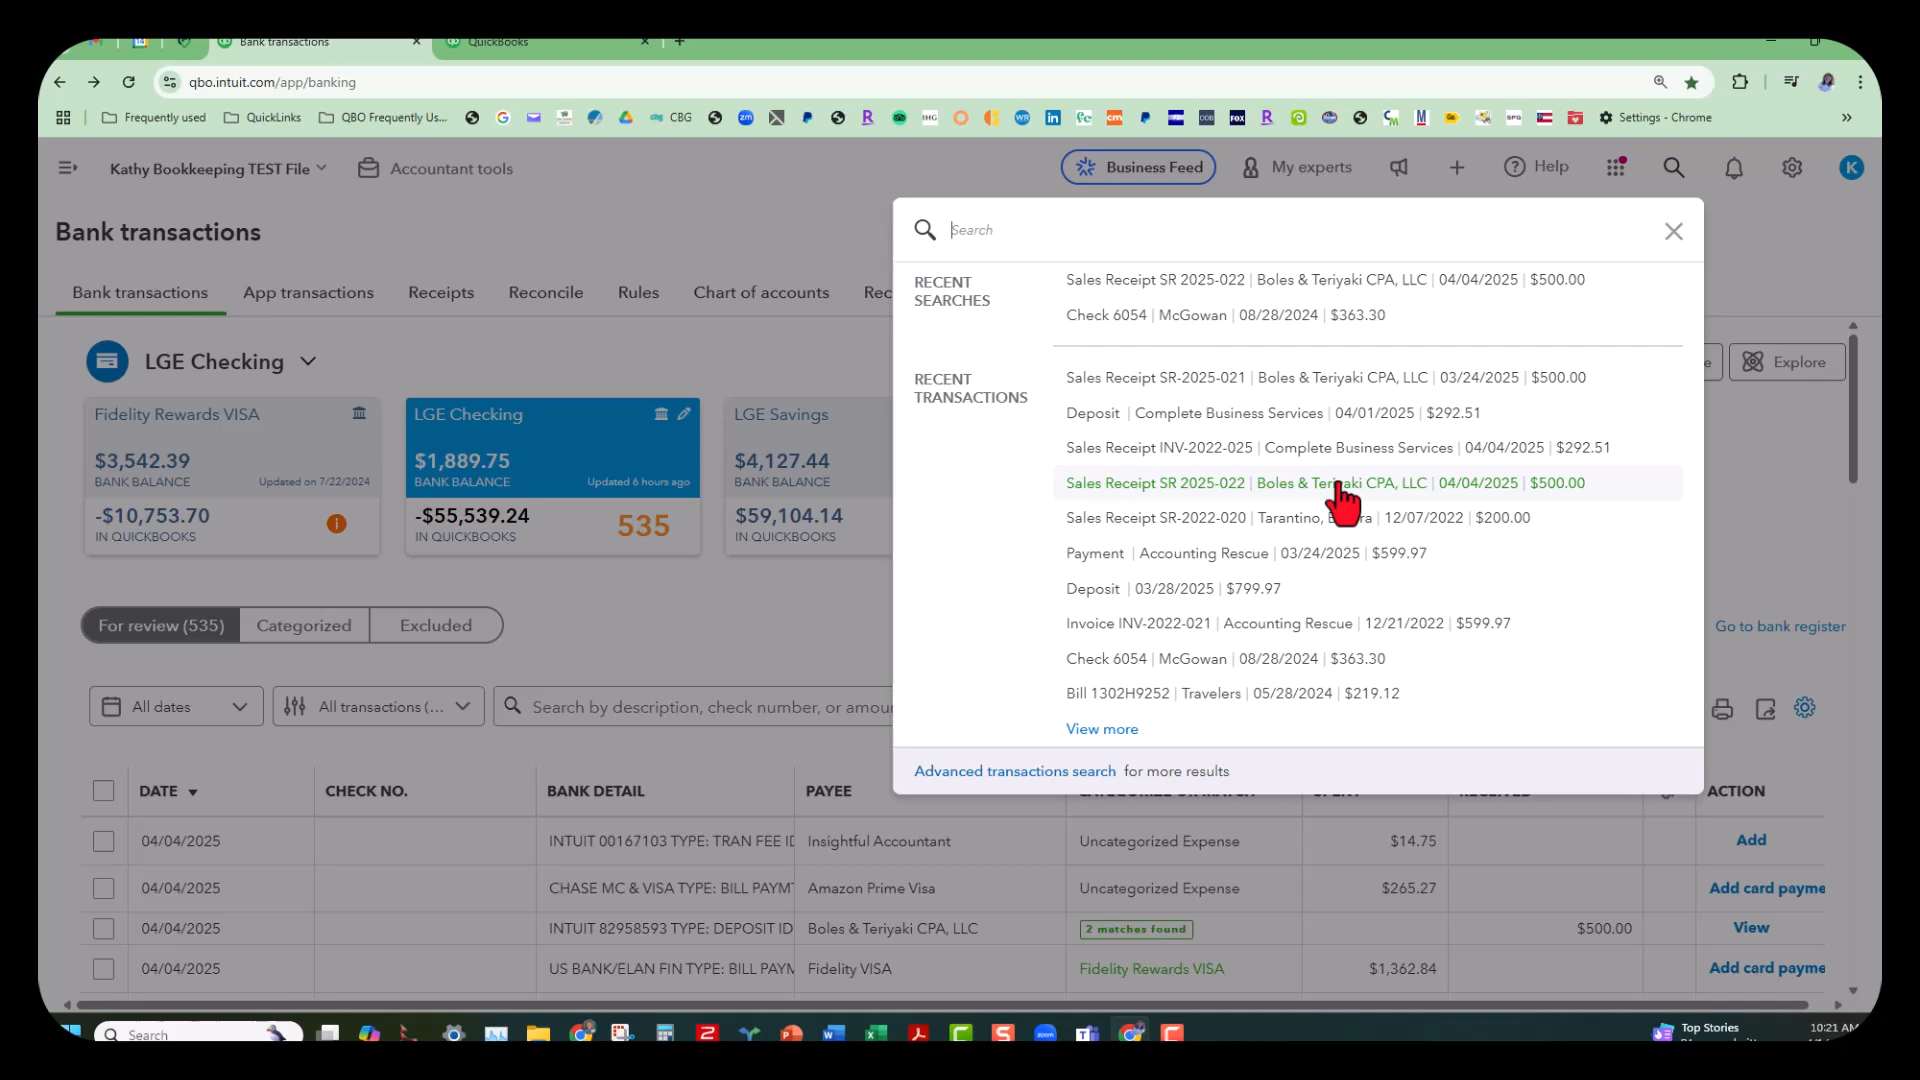 Bank transactions
QuickBooks
qbo.intuit.com/app/banking
Frequently used
QuickLinks
QBO Frequently Us...
CBG
Settings - Chrome
Kathy Bookkeeping TEST File
Accountant tools
Business Feed
My experts
Help
K
Bank transactions
Bank transactions
App transactions
Receipts
Reconcile
Rules
Chart of accounts
Rec
LGE Checking
Explore
Fidelity Rewards VISA
$3,542.39
BANK BALANCE
Updated on 7/22/2024
-$10,753.70
IN QUICKBOOKS
LGE Checking
$1,889.75
BANK BALANCE
Updated 6 hours ago
-$55,539.24
IN QUICKBOOKS
535
LGE Savings
$4,127.44
BANK BALANCE
$59,104.14
IN QUICKBOOKS
Search
RECENT SEARCHES
Sales Receipt SR 2025-022 | Boles & Teriyaki CPA, LLC | 04/04/2025 | $500.00
Check 6054 | McGowan | 08/28/2024 | $363.30
RECENT TRANSACTIONS
Sales Receipt SR-2025-021 | Boles & Teriyaki CPA, LLC | 03/24/2025 | $500.00
Deposit | Complete Business Services | 04/01/2025 | $292.51
Sales Receipt INV-2022-025 | Complete Business Services | 04/04/2025 | $292.51
Sales Receipt SR 2025-022 | Boles & Teriyaki CPA, LLC | 04/04/2025 | $500.00
Sales Receipt SR-2022-020 | Tarantino, | 12/07/2022 | $200.00
Payment | Accounting Rescue | 03/24/2025 | $599.97
Deposit | 03/28/2025 | $799.97
Invoice INV-2022-021 | Accounting Rescue | 12/21/2022 | $599.97
Check 6054 | McGowan | 08/28/2024 | $363.30
Bill 1302H9252 | Travelers | 05/28/2024 | $219.12
View more
Advanced transactions search for more results
For review (535)
Categorized
Excluded
Go to bank register
All dates
All transactions (...
Search by description, check number, or amou
DATE
CHECK NO.
BANK DETAIL
PAYEE
ACTION
04/04/2025 INTUIT 00167103 TYPE: TRAN FEE ID Insightful Accountant Uncategorized Expense $14.75 Add
04/04/2025 CHASE MC & VISA TYPE: BILL PAYMT Amazon Prime Visa Uncategorized Expense $265.27 Add card payme
04/04/2025 INTUIT 82958593 TYPE: DEPOSIT ID Boles & Teriyaki CPA, LLC 2 matches found $500.00 View
04/04/2025 US BANK/ELAN FIN TYPE: BILL PAYM Fidelity VISA Fidelity Rewards VISA $1,362.84 Add card payme
Search
Top Stories
10:21 AM